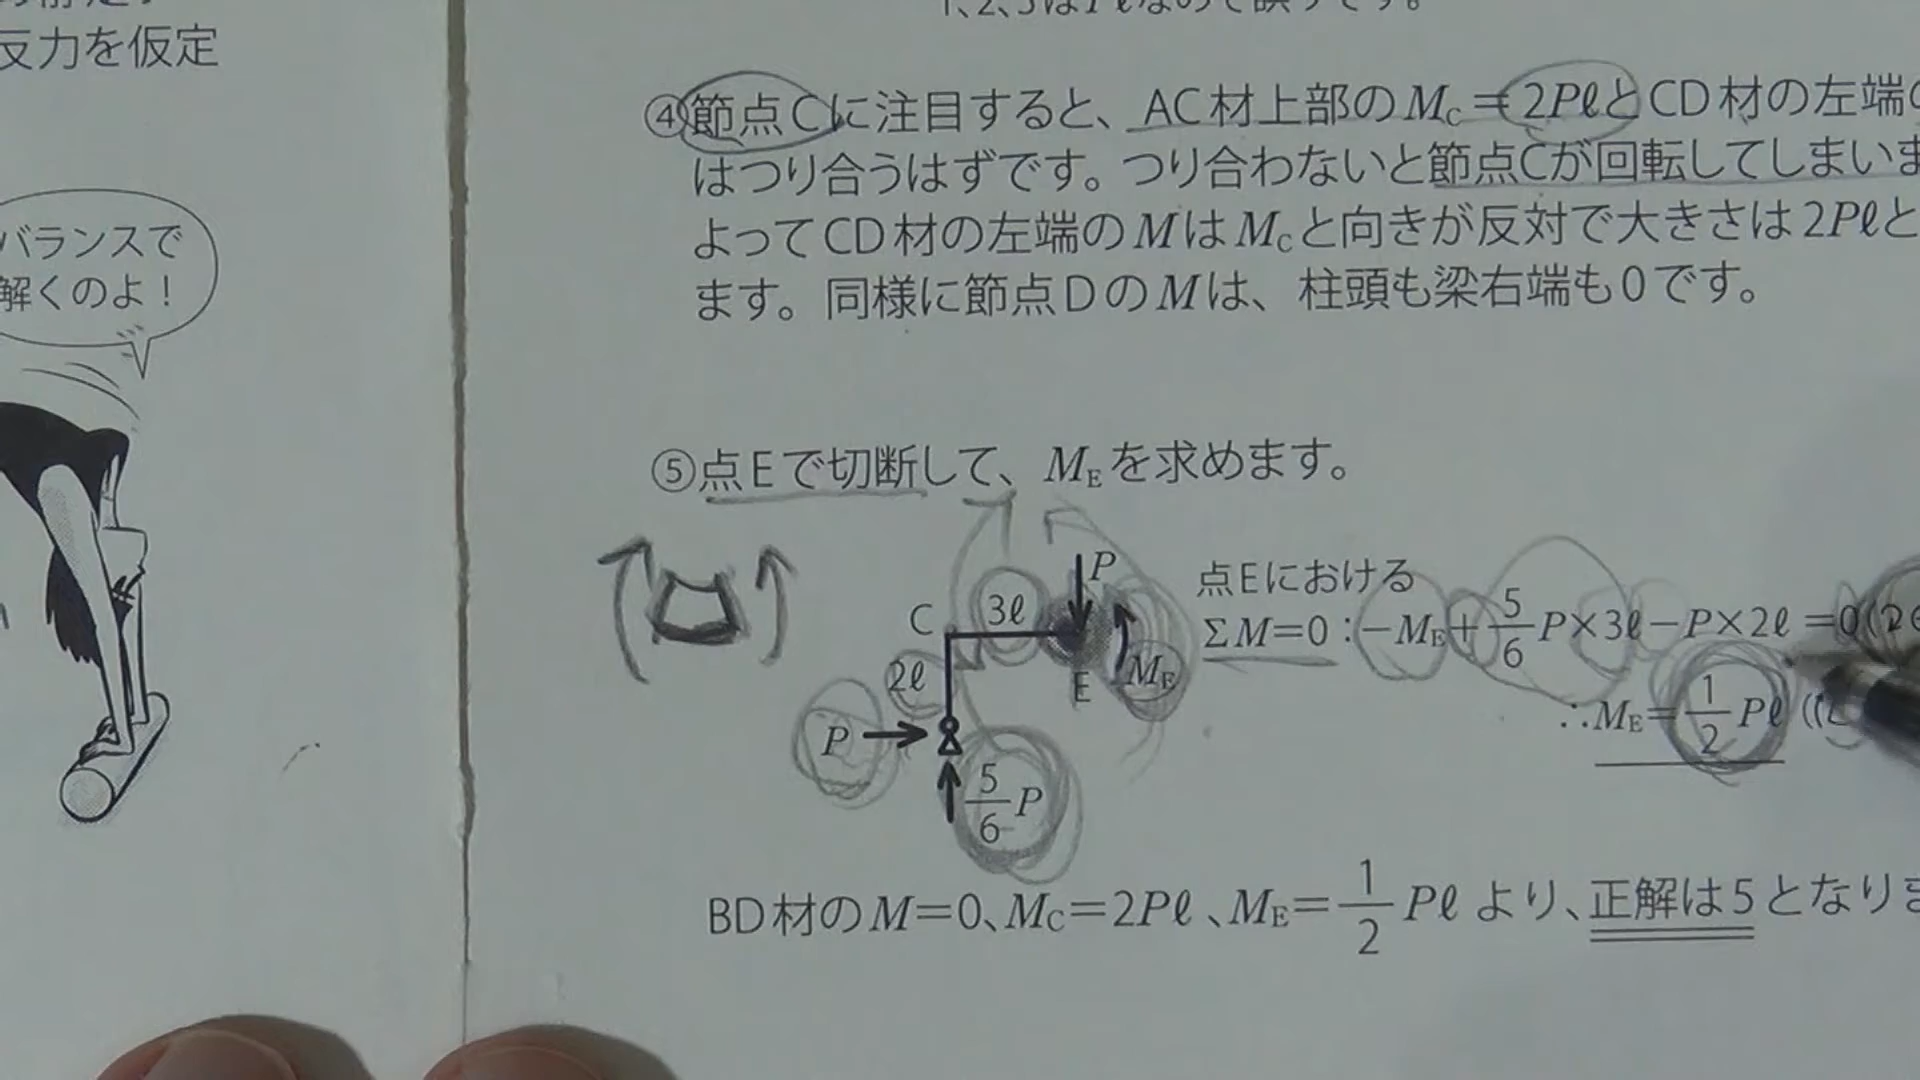 反力を仮定
バランスで
解くのよ！
④節点Cに注目すると、AC材上部のMC＝2PℓとCD材の左端
はつり合うはずです。つり合わないと節点Cが回転してしまいま
よってCD材の左端のMはMCと向きが反対で大きさは2Pℓと
ます。同様に節点DのMは、柱頭も梁右端も0です。
⑤点Eで切断して、MEを求めます。
P
C
3ℓ
2ℓ
E
ME
P
5/6 P
点Eにおける
ΣM＝0：−ME＋5/6 P×3ℓ−P×2ℓ＝0
∴ME＝1/2 Pℓ
BD材のM＝0、MC＝2Pℓ、ME＝1/2 Pℓより、正解は5となりま